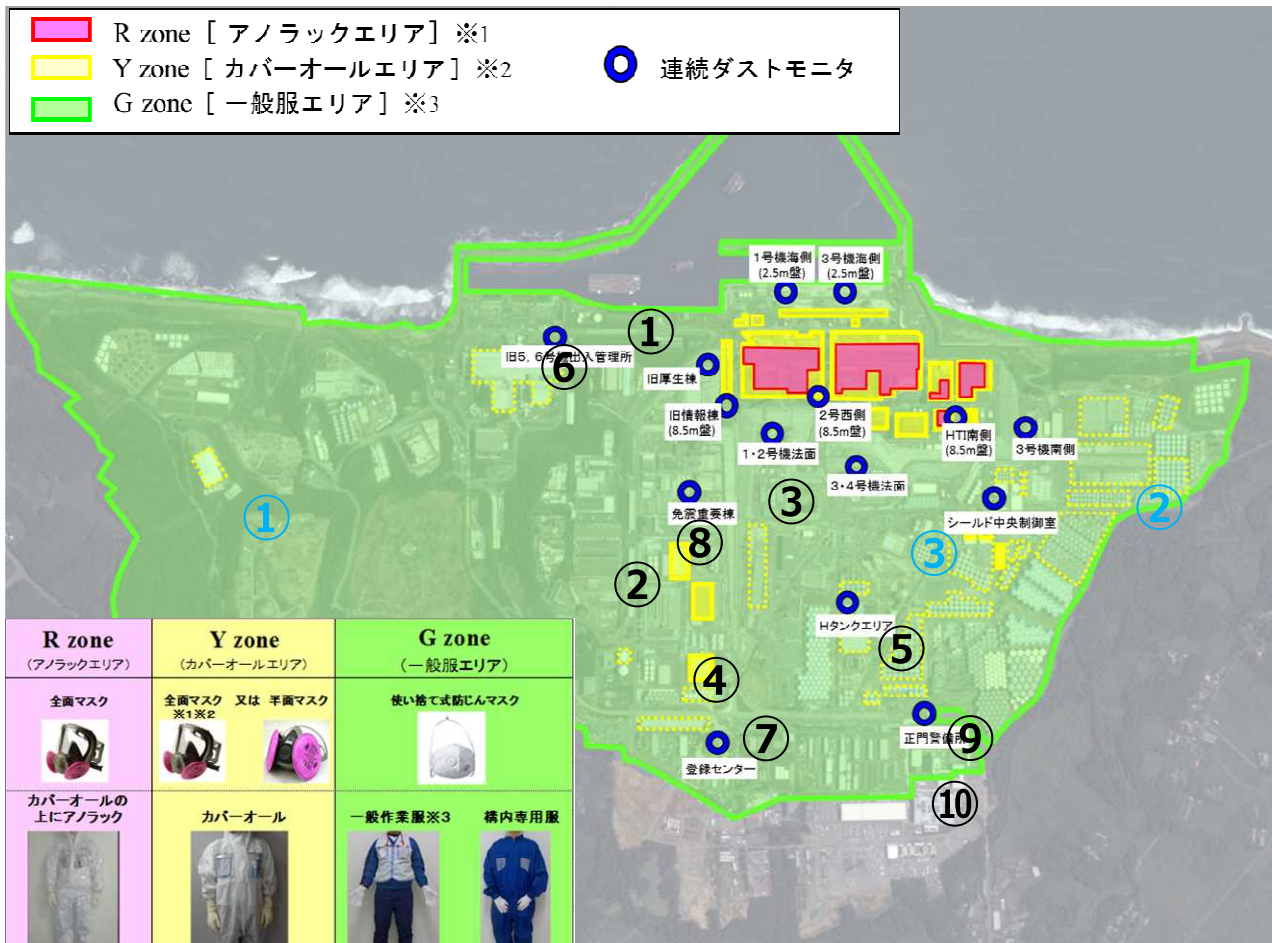 R zone [ アノラックエリア] ※1
Y zone [ カバーオールエリア] ※2
G zone [ 一般服エリア] ※3
連続ダストモニタ
1号機海側
(2.5m盤)
3号機海側
(2.5m盤)
①
旧5, 6号機出入管理所
⑥
旧厚生棟
旧情報棟
(8.5m盤)
2号西側
(8.5m盤)
1・2号機法面
HTI南側
(8.5m盤)
3号機南側
3・4号機法面
免震重要棟
③
シールド中央制御室
①
②
⑧
③
②
Hタンクエリア
⑤
④
⑦
登録センター
正門警備所
⑨
⑩
R zone
(アノラックエリア)
Y zone
(カバーオールエリア)
G zone
(一般服エリア)
全面マスク
全面マスク 又は 半面マスク
※1※2
使い捨て式防じんマスク
カバーオールの
上にアノラック
カバーオール
一般作業服※3
構内専用服